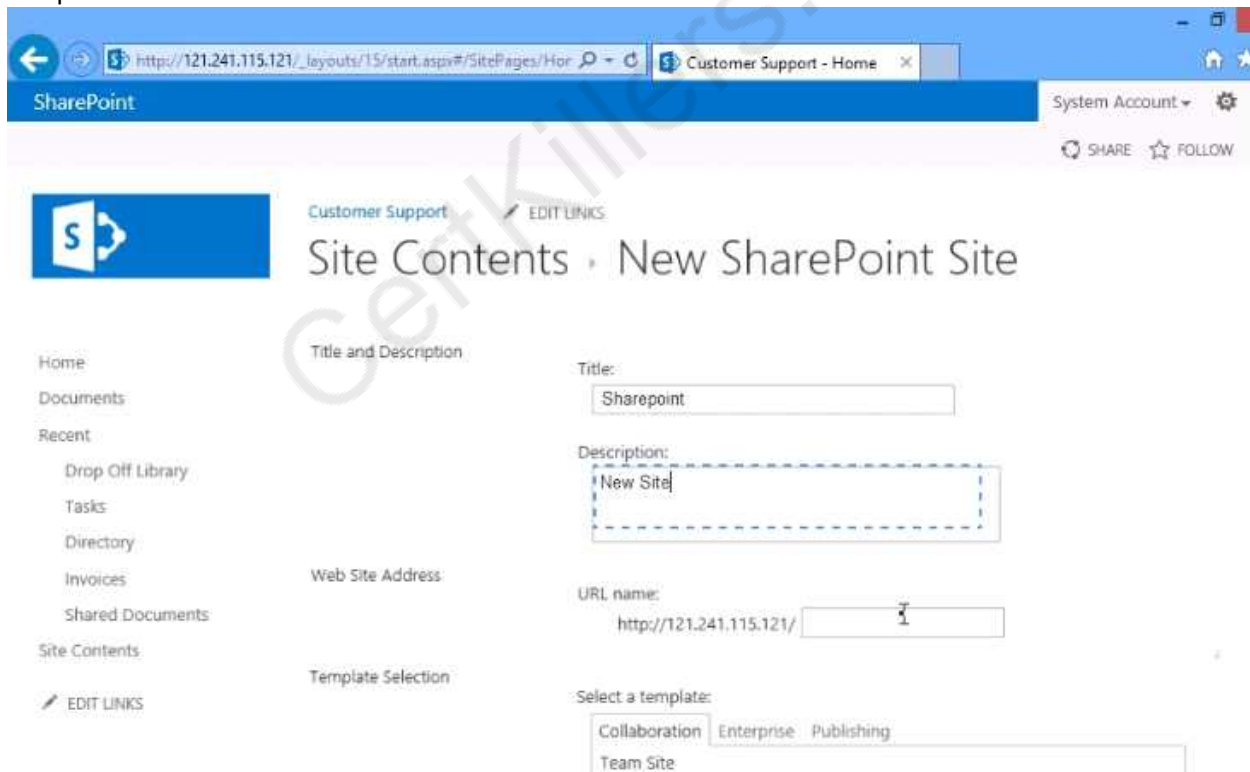 http://121.241.115.121/_layouts/15/start.aspx#/SitePages/Hor
Customer Support - Home
SharePoint
System Account
SHARE FOLLOW
S
Customer Support EDIT LINKS
Site Contents › New SharePoint Site
Home
Documents
Recent
Drop Off Library
Tasks
Directory
Invoices
Shared Documents
Site Contents
EDIT LINKS
Title and Description
Title:
Sharepoint
Description:
New Site
Web Site Address
URL name:
http://121.241.115.121/
Template Selection
Select a template:
Collaboration Enterprise Publishing
Team Site
CertKillers.